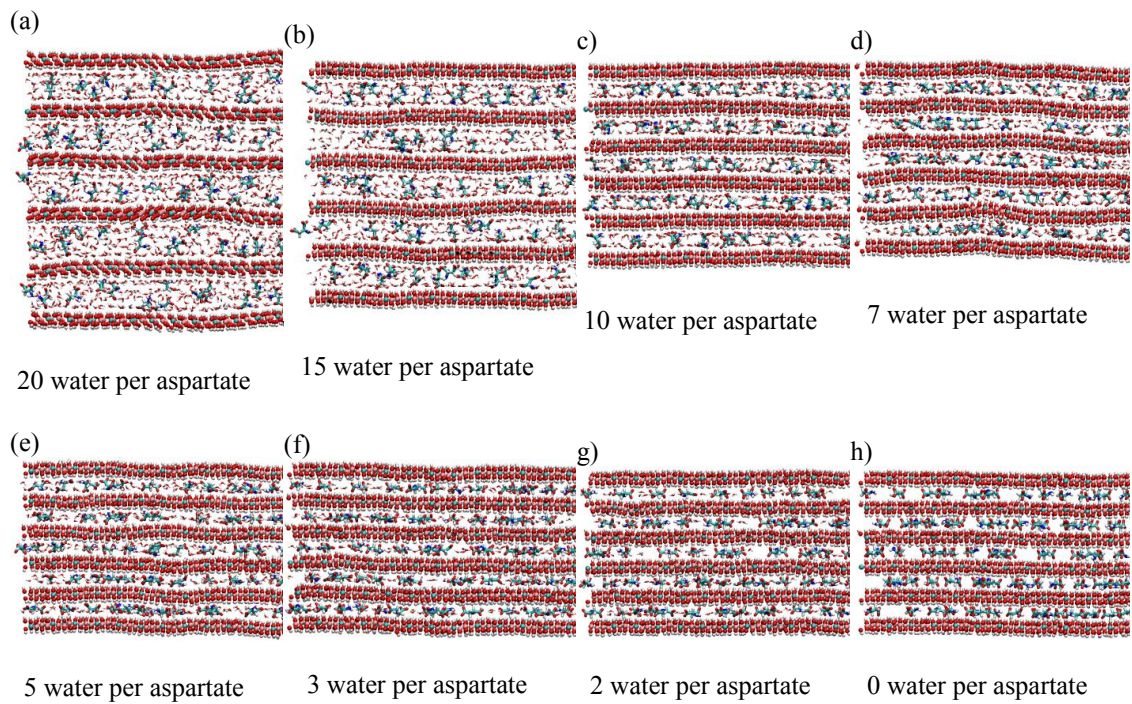 (a)
(b)
c)
d)
20 water per aspartate
15 water per aspartate
10 water per aspartate
7 water per aspartate
(e)
(f)
g)
h)
5 water per aspartate
3 water per aspartate
2 water per aspartate
0 water per aspartate